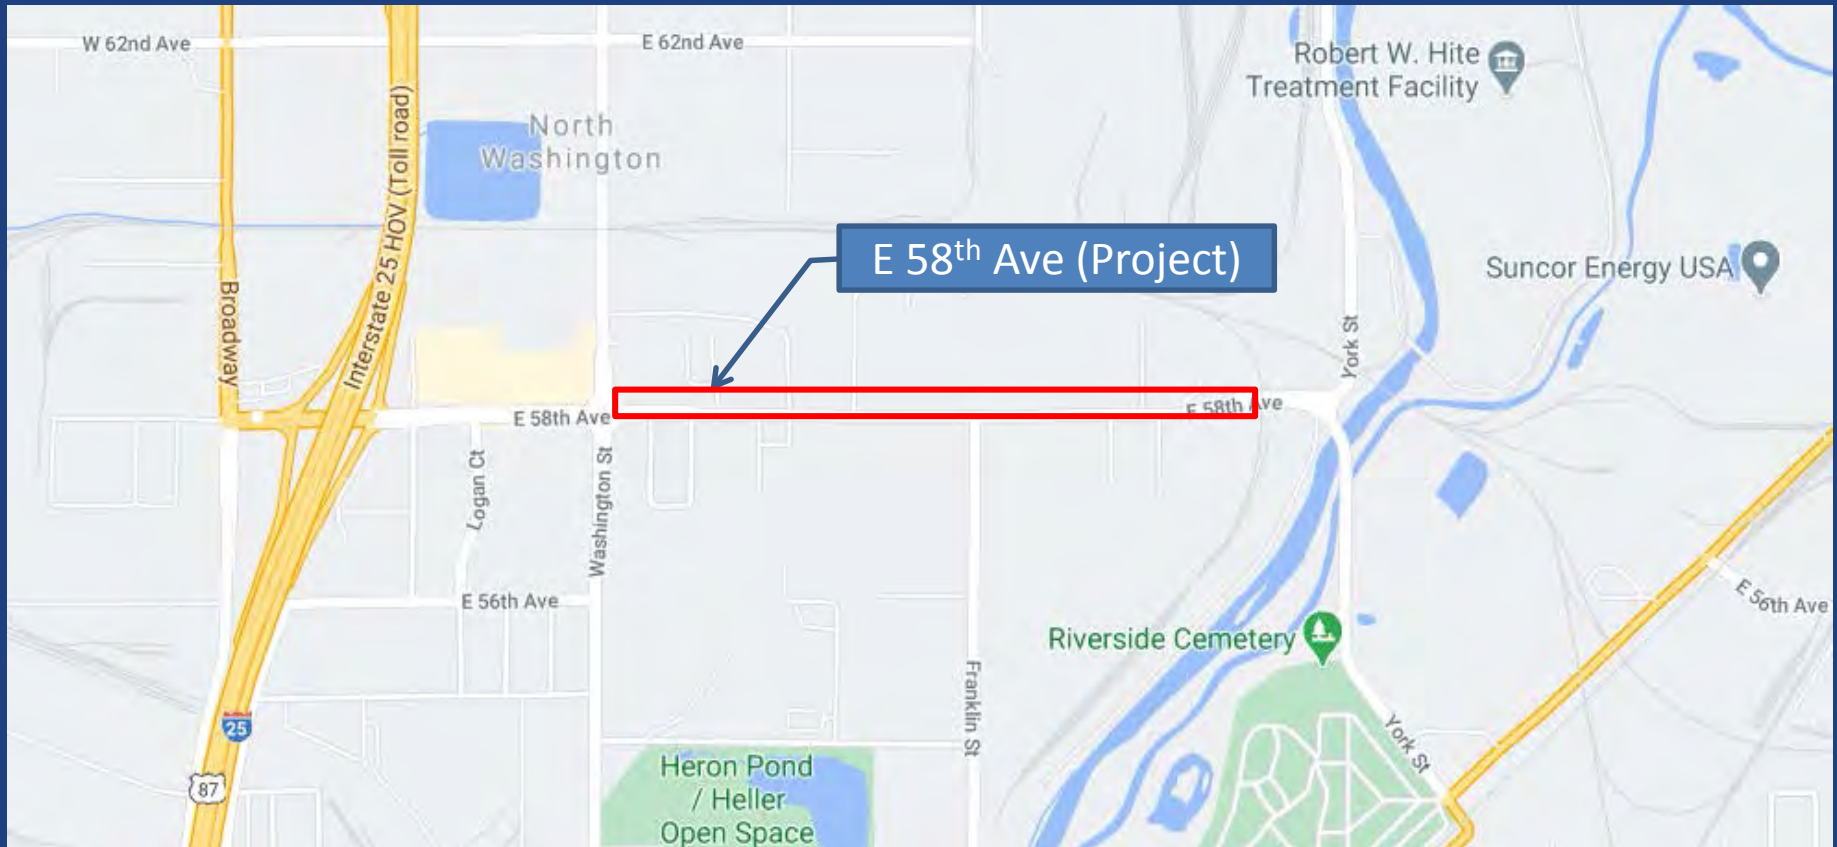 W 62nd Ave
E 62nd Ave
Robert W. Hite
Treatment Facility
North
Washington
Interstate 25 HOV (Toll road)
E 58th Ave (Project)
Suncor Energy USA
Broadway
York St
E 58th Ave
E 58th Ave
Logan Ct
Washington St
E 56th Ave
E 56th Ave
Riverside Cemetery
Franklin St
25
York St
87
Heron Pond
/ Heller
Open Space